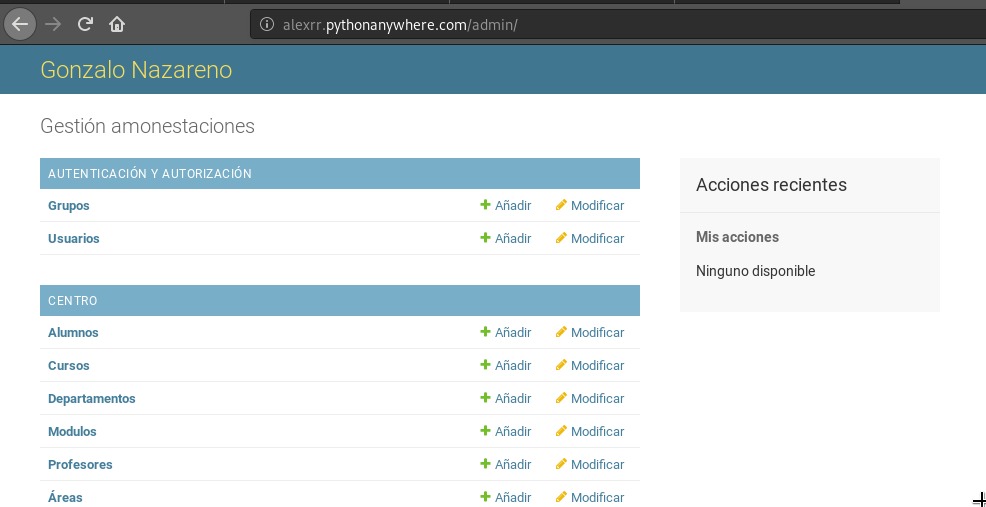 alexrr.pythonanywhere.com/admin/
Gonzalo Nazareno
Gestión amonestaciones
AUTENTICACIÓN Y AUTORIZACIÓN
Grupos Añadir Modificar
Usuarios Añadir Modificar
CENTRO
Alumnos Añadir Modificar
Cursos Añadir Modificar
Departamentos Añadir Modificar
Modulos Añadir Modificar
Profesores Añadir Modificar
Áreas Añadir Modificar
Acciones recientes
Mis acciones
Ninguno disponible